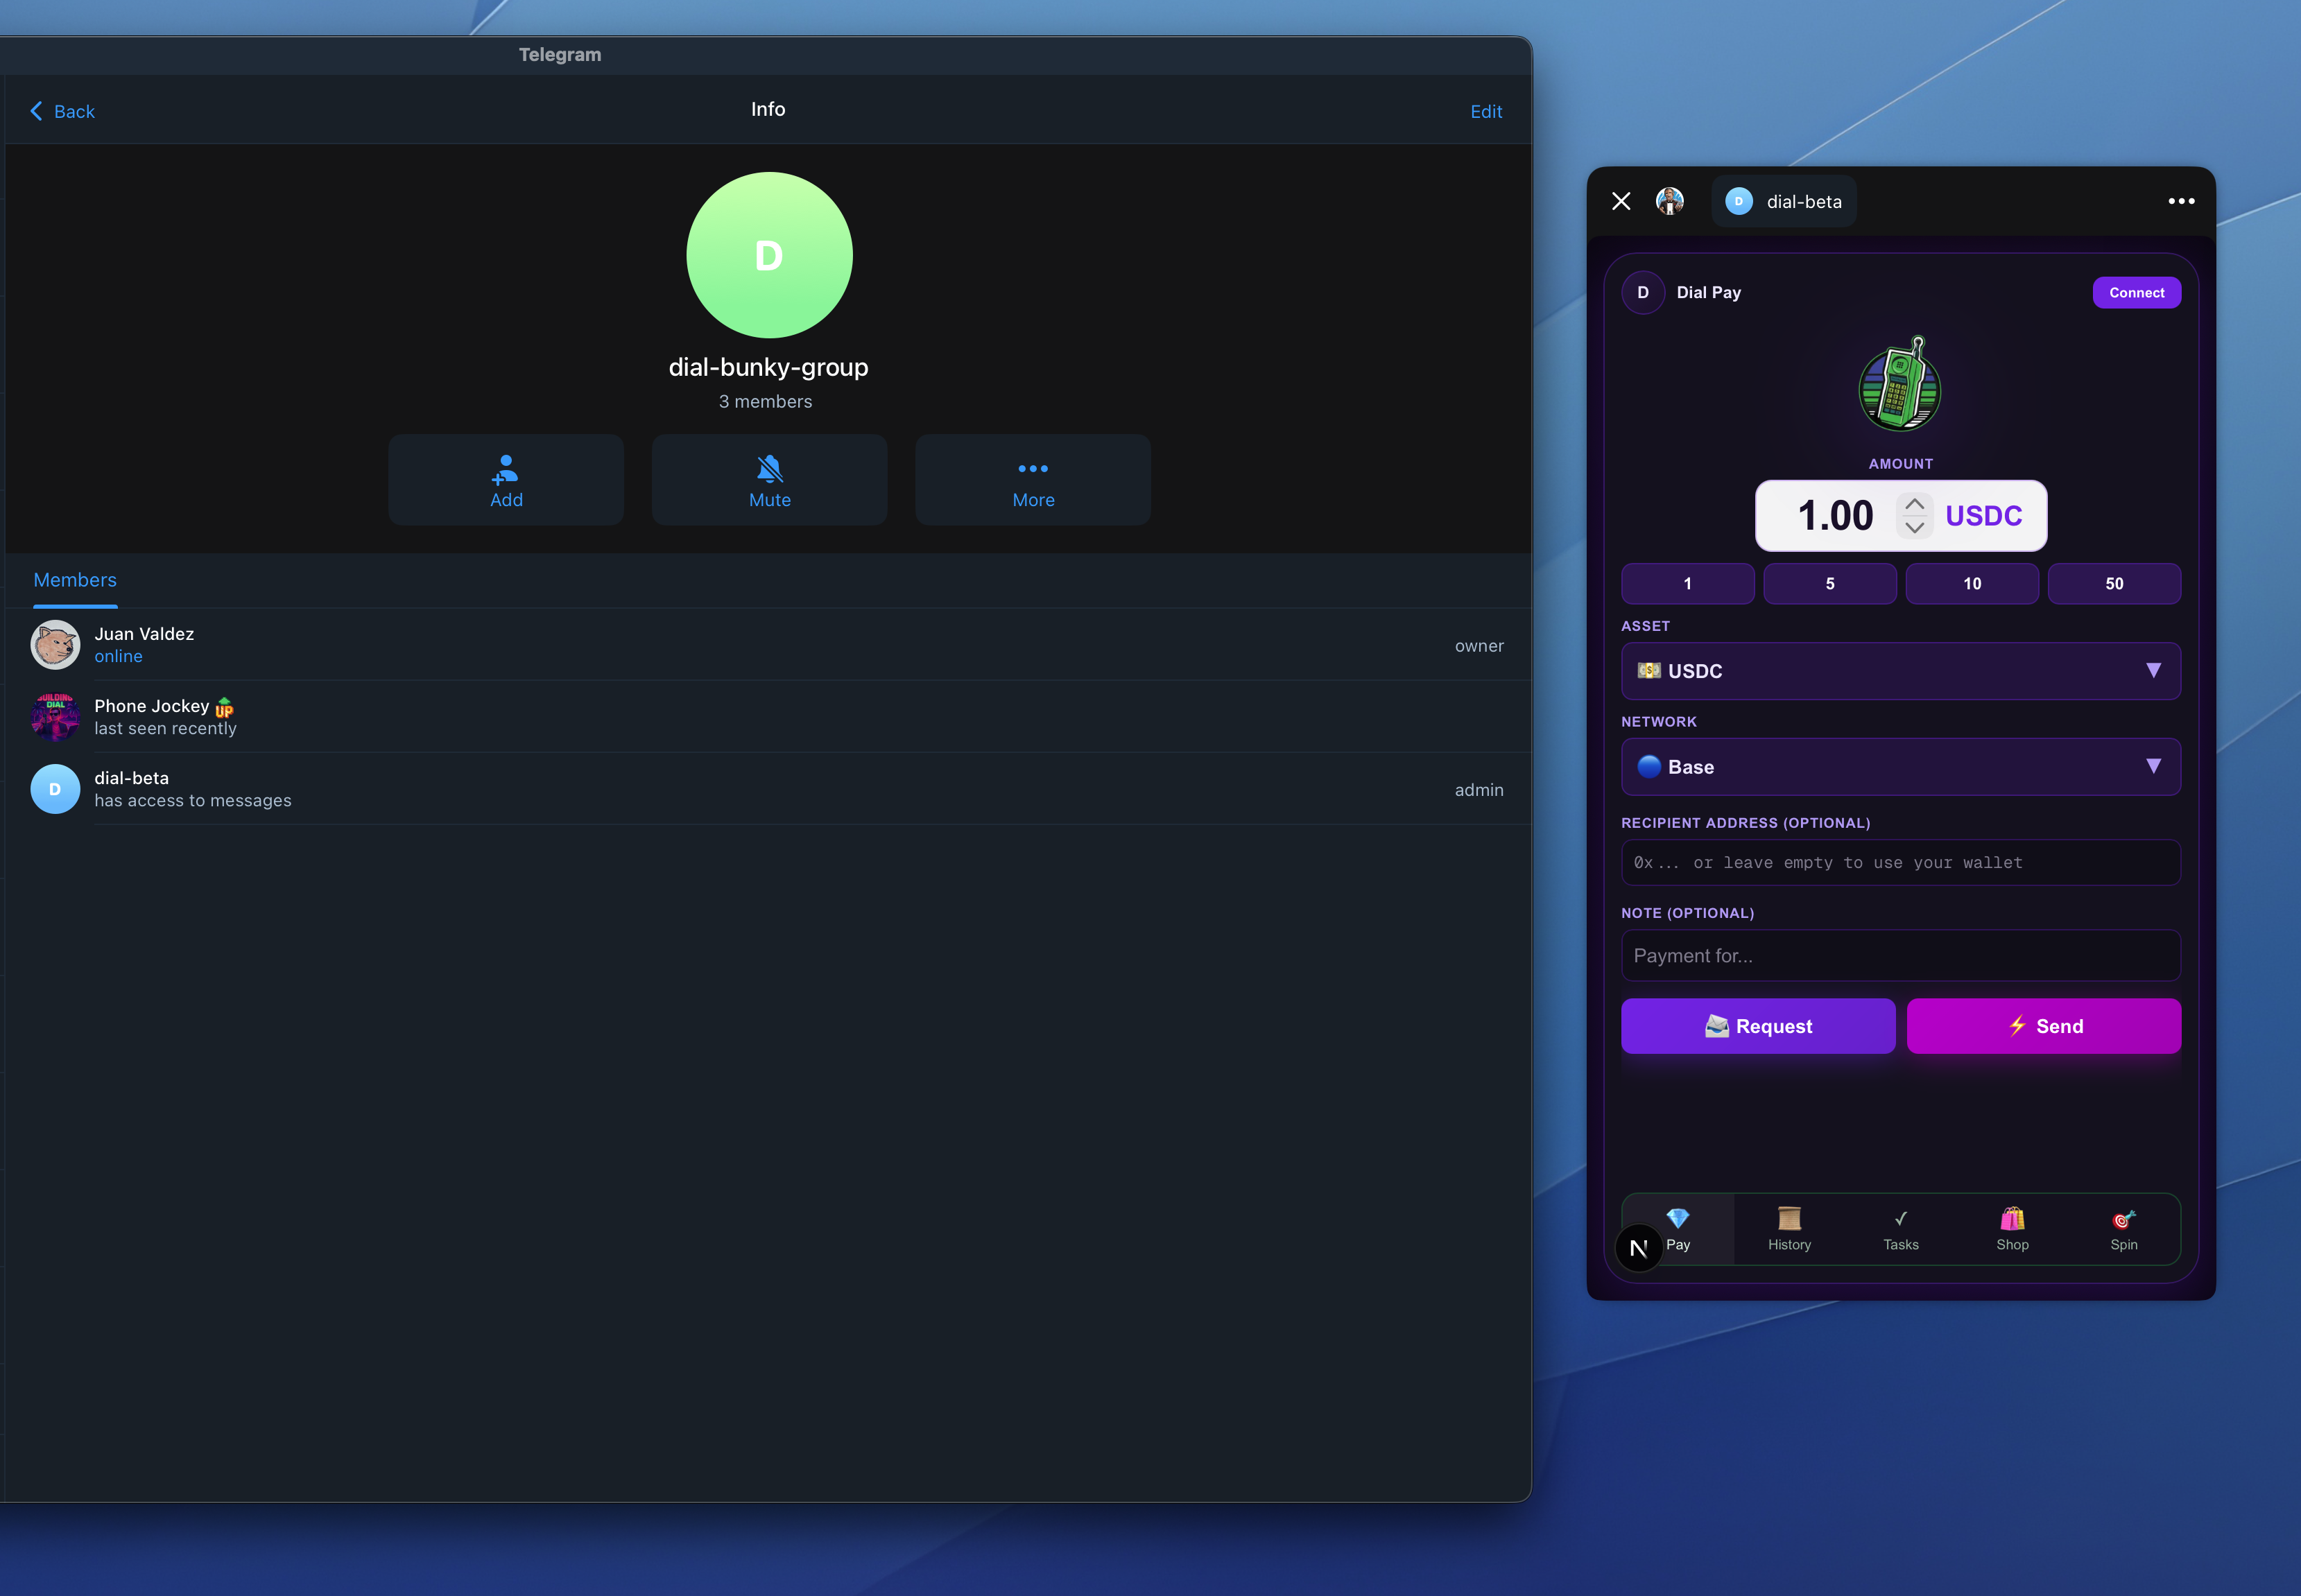 Telegram
Back
Info
Edit
D
dial-bunky-group
3 members
Add
Mute
More
Members
Juan Valdez
online
owner
BUILDING
DIAL
Phone Jockey UP
last seen recently
D
dial-beta
has access to messages
admin
D
dial-beta
D
Dial Pay
Connect
AMOUNT
1.00
USDC
1
5
10
50
ASSET
USDC
NETWORK
Base
RECIPIENT ADDRESS (OPTIONAL)
0x... or leave empty to use your wallet
NOTE (OPTIONAL)
Payment for...
Request
Send
N
Pay
History
Tasks
Shop
Spin